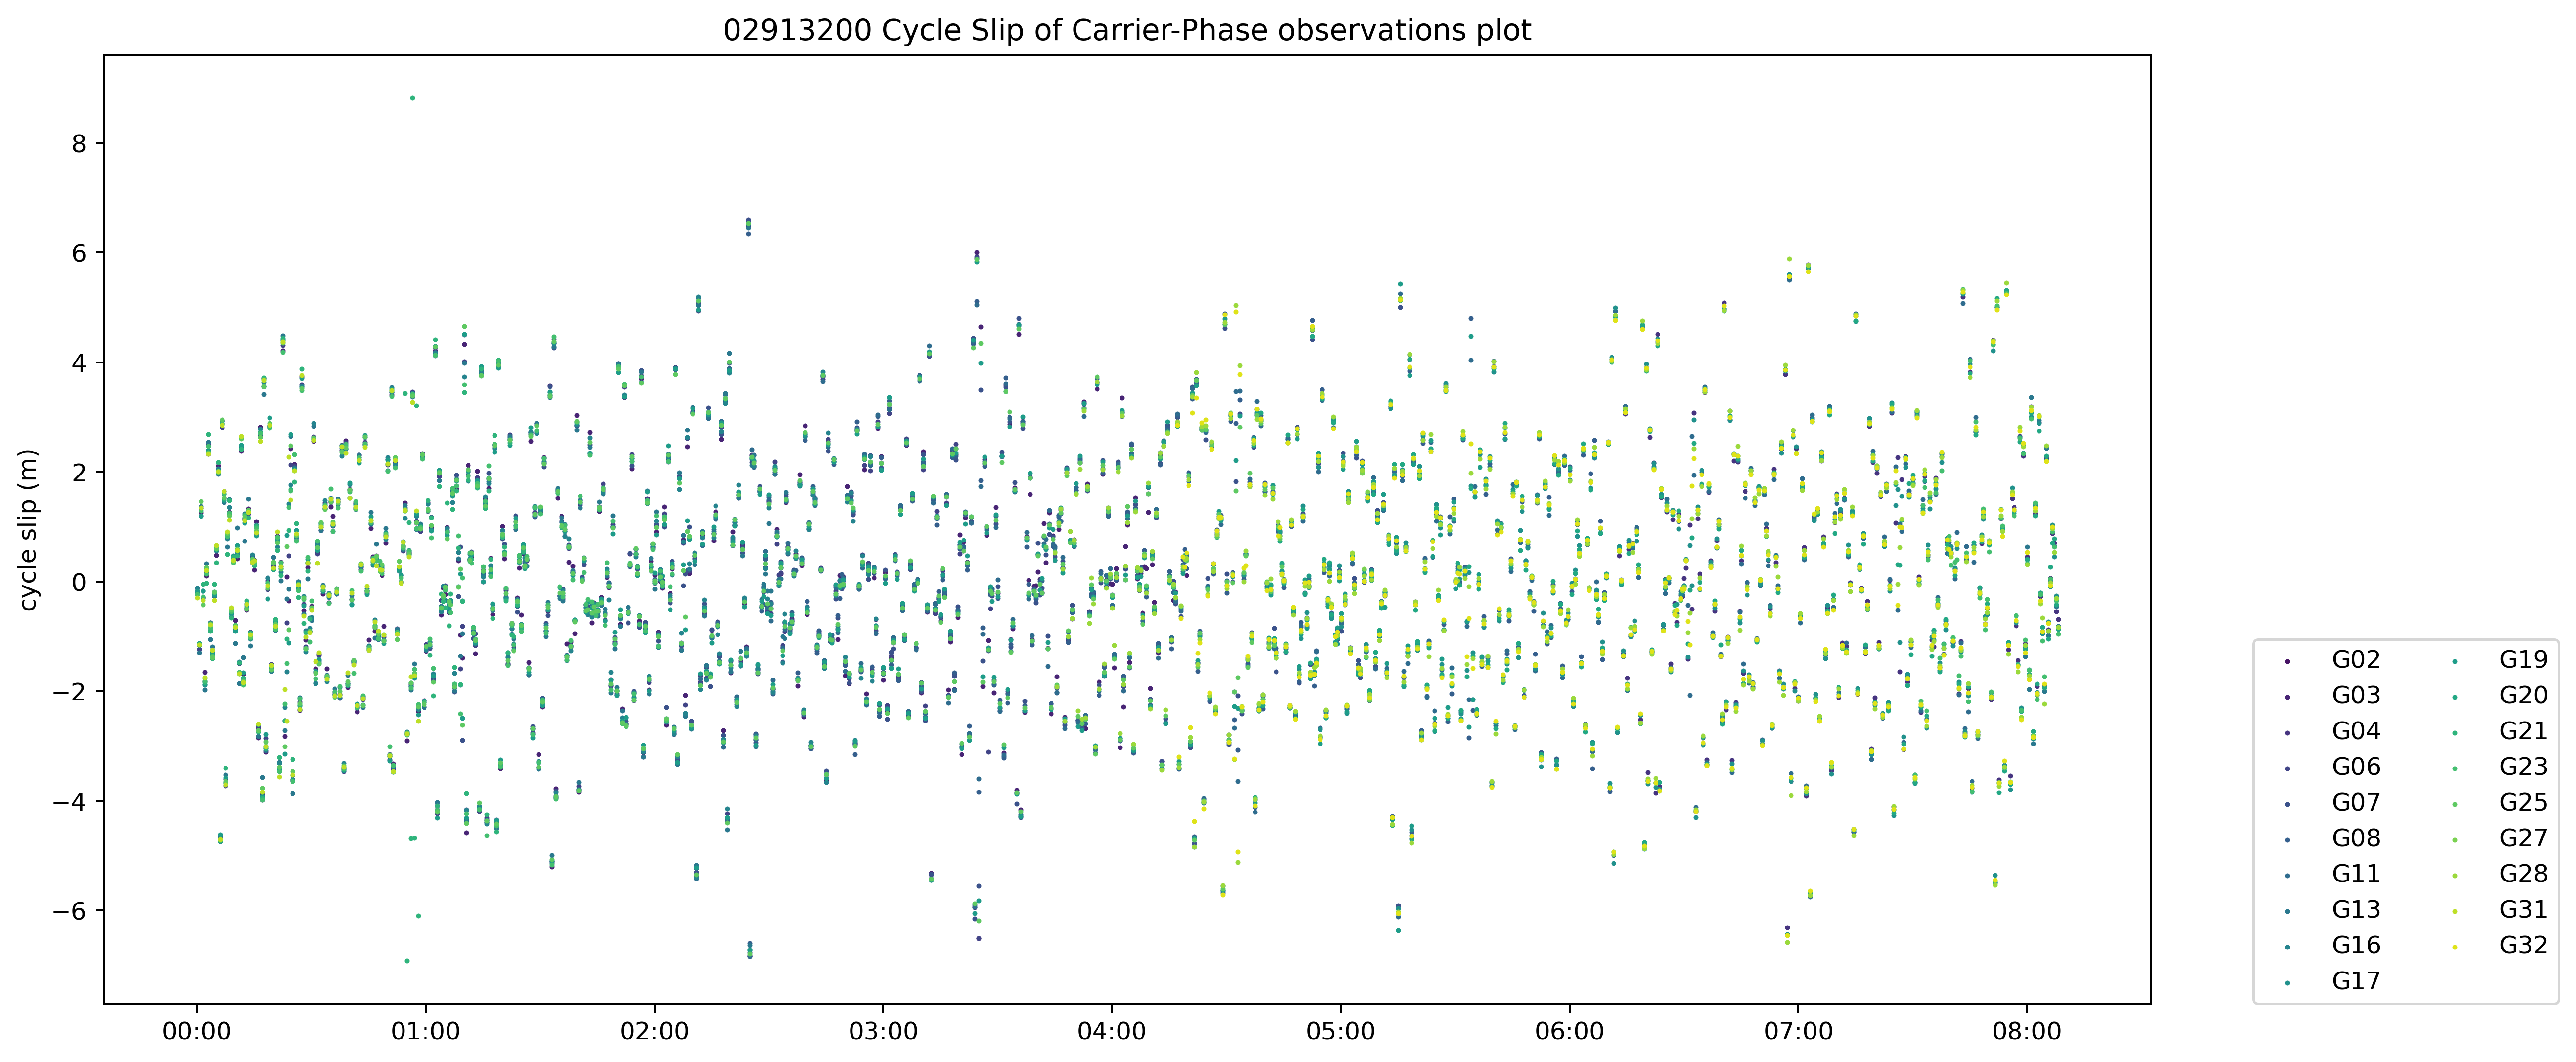 02913200 Cycle Slip of Carrier-Phase observations plot
cycle slip (m)
8
6
4
2
0
−2
−4
−6
00:00 01:00 02:00 03:00 04:00 05:00 06:00 07:00 08:00
G02 G19
G03 G20
G04 G21
G06 G23
G07 G25
G08 G27
G11 G28
G13 G31
G16 G32
G17